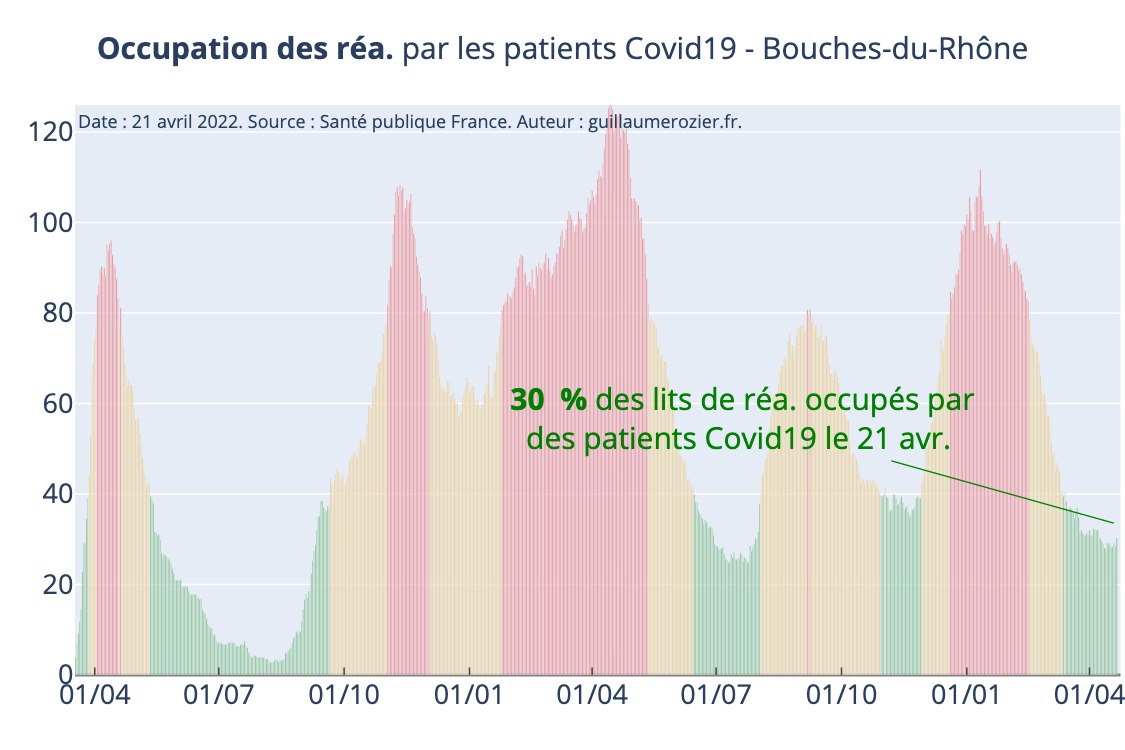 Occupation des réa. par les patients Covid19 - Bouches-du-Rhône
Date : 21 avril 2022. Source : Santé publique France. Auteur : guillaumerozier.fr.
120
100
80
60
40
20
0
30 % des lits de réa. occupés par
des patients Covid19 le 21 avr.
01/04 01/07 01/10 01/01 01/04 01/07 01/10 01/01 01/04